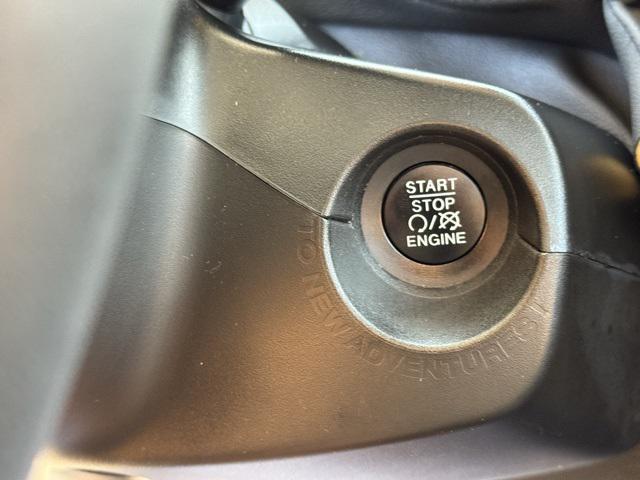 START
STOP
ENGINE
TO NEW ADVENTURES!